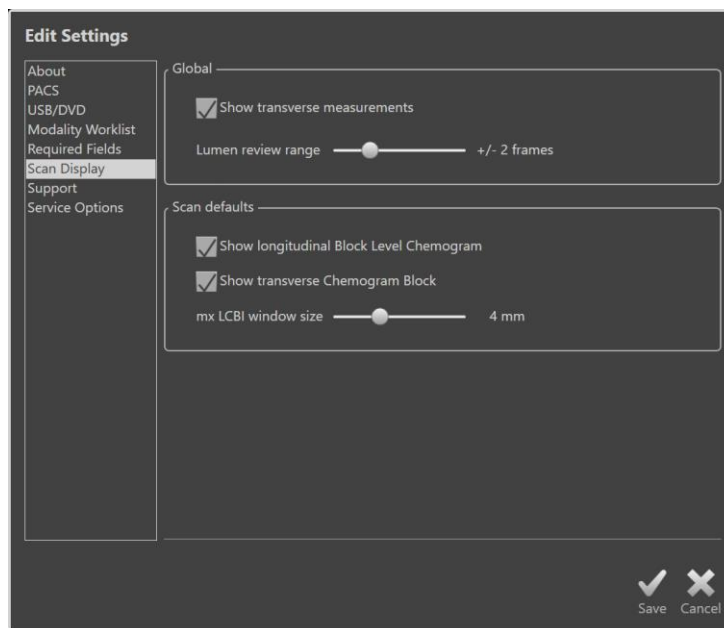 Edit Settings
About
PACS
USB/DVD
Modality Worklist
Required Fields
Scan Display
Support
Service Options
Global
Show transverse measurements
Lumen review range +/- 2 frames
Scan defaults
Show longitudinal Block Level Chemogram
Show transverse Chemogram Block
mx LCBI window size 4 mm
Save Cancel